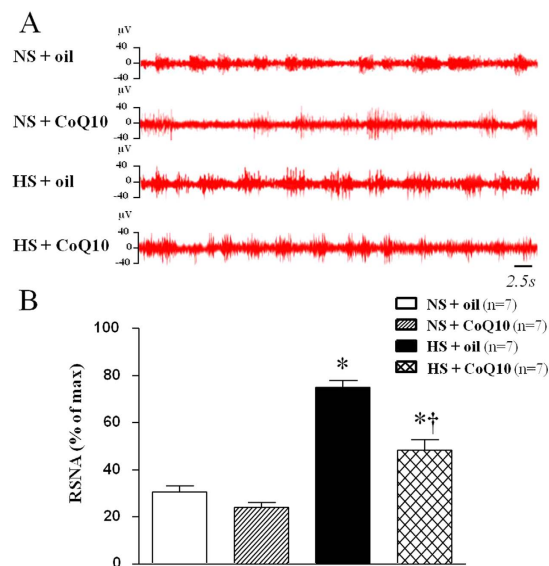 A
µV
NS + oil
40
0
-40
µV
NS + CoQ10
40
0
-40
µV
HS + oil
40
0
-40
µV
HS + CoQ10
40
0
-40
2.5s
B
NS + oil (n=7)
NS + CoQ10 (n=7)
HS + oil (n=7)
HS + CoQ10 (n=7)
RSNA (% of max)
100
80
60
40
20
0
*
*†